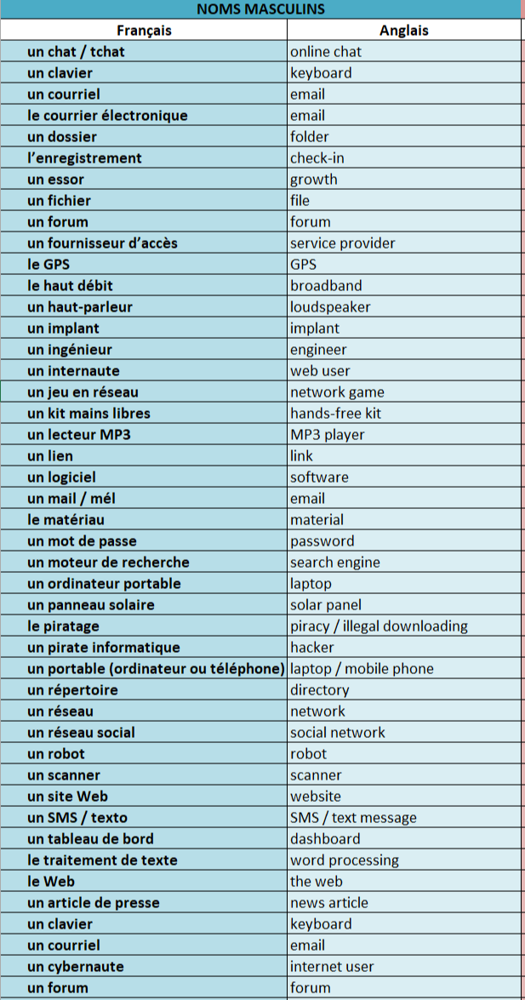 NOMS MASCULINS
Français Anglais
un chat / tchat online chat
un clavier keyboard
un courriel email
le courrier électronique email
un dossier folder
l’enregistrement check-in
un essor growth
un fichier file
un forum forum
un fournisseur d’accès service provider
le GPS GPS
le haut débit broadband
un haut-parleur loudspeaker
un implant implant
un ingénieur engineer
un internaute web user
un jeu en réseau network game
un kit mains libres hands-free kit
un lecteur MP3 MP3 player
un lien link
un logiciel software
un mail / mél email
le matériau material
un mot de passe password
un moteur de recherche search engine
un ordinateur portable laptop
un panneau solaire solar panel
le piratage piracy / illegal downloading
un pirate informatique hacker
un portable (ordinateur ou téléphone) laptop / mobile phone
un répertoire directory
un réseau network
un réseau social social network
un robot robot
un scanner scanner
un site Web website
un SMS / texto SMS / text message
un tableau de bord dashboard
le traitement de texte word processing
le Web the web
un article de presse news article
un clavier keyboard
un courriel email
un cybernaute internet user
un forum forum